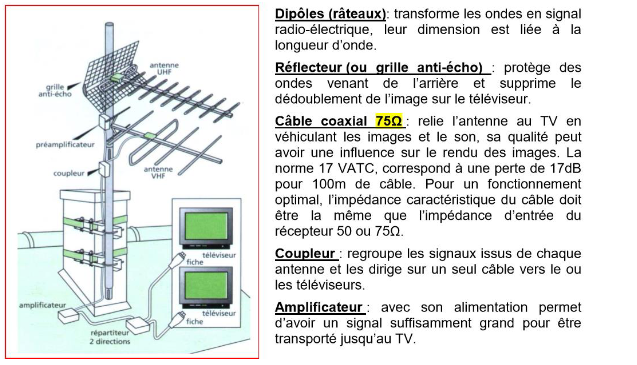 antenne
UHF
grille
anti-écho
préamplificateur
coupleur
antenne
VHF
téléviseur
fiche
téléviseur
fiche
amplificateur
répartiteur
2 directions
Dipôles (râteaux): transforme les ondes en signal
radio-électrique, leur dimension est liée à la
longueur d'onde.
Réflecteur (ou grille anti-écho) : protège des
ondes venant de l'arrière et supprime le
dédoublement de l'image sur le téléviseur.
Câble coaxial 75Ω : relie l'antenne au TV en
véhiculant les images et le son, sa qualité peut
avoir une influence sur le rendu des images. La
norme 17 VATC, correspond à une perte de 17dB
pour 100m de câble. Pour un fonctionnement
optimal, l'impédance caractéristique du câble doit
être la même que l'impédance d'entrée du
récepteur 50 ou 75Ω.
Coupleur : regroupe les signaux issus de chaque
antenne et les dirige sur un seul câble vers le ou
les téléviseurs.
Amplificateur : avec son alimentation permet
d'avoir un signal suffisamment grand pour être
transporté jusqu'au TV.